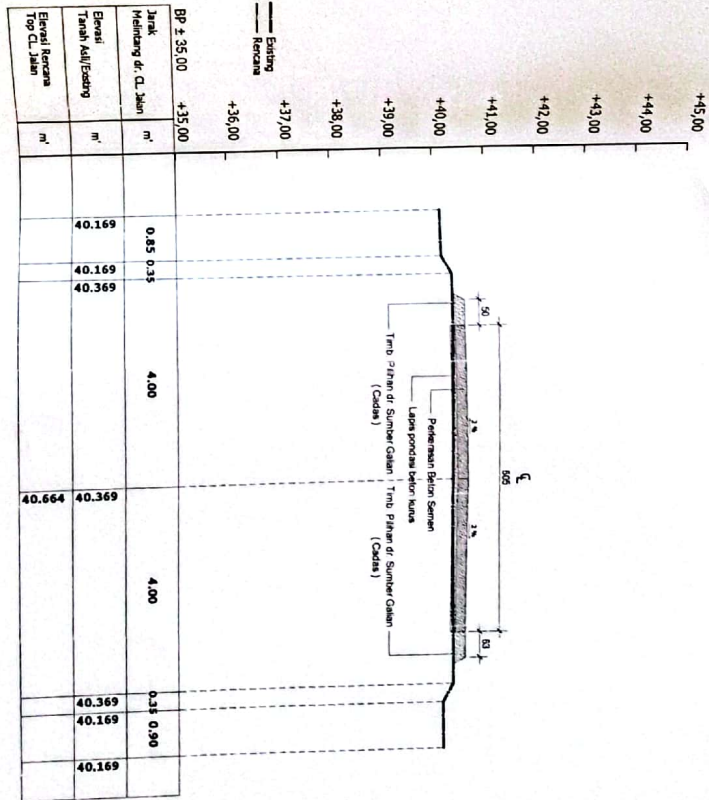 +45,00
+44,00
+43,00
+42,00
+41,00
+40,00
+39,00
+38,00
+37,00
+36,00
+35,00
Existing
Rencana
BP ± 35,00
℄
605
50
63
2 %
2 %
Perkerasan Beton Semen
Lapis pondasi beton kurus
Timb. Pilihan dr Sumber Galian
(Cadas)
Timb. Pilihan dr Sumber Galian
(Cadas)
Jarak
Melintang dr. CL. Jalan
m'
0.85 0.35 4.00 4.00 0.35 0.90
Elevasi
Tanah Asli/Existing
m'
40.169 40.169 40.369 40.369 40.369 40.169 40.169
Elevasi Rencana
Top CL. Jalan
m'
40.664